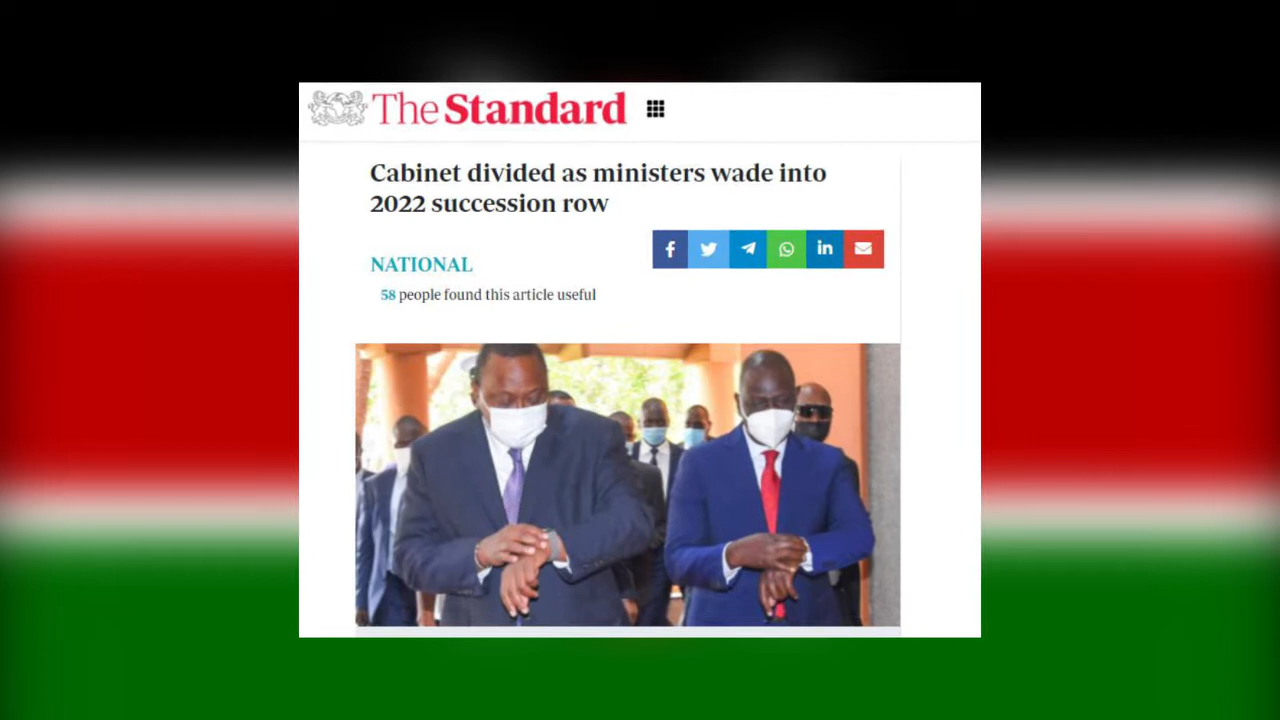 The Standard
Cabinet divided as ministers wade into
2022 succession row
NATIONAL
58 people found this article useful